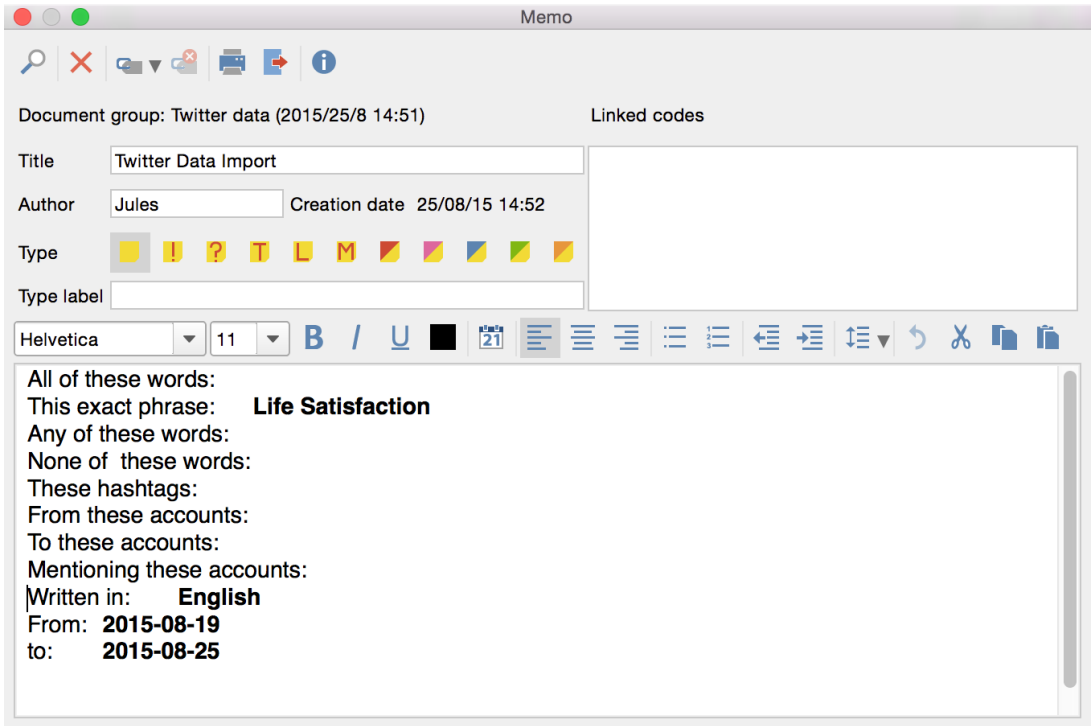 Memo
Document group: Twitter data (2015/25/8 14:51)
Linked codes
Title Twitter Data Import
Author Jules Creation date 25/08/15 14:52
Type ! ? T L M
Type label
Helvetica 11 B I U 21
All of these words:
This exact phrase: Life Satisfaction
Any of these words:
None of  these words:
These hashtags:
From these accounts:
To these accounts:
Mentioning these accounts:
Written in: English
From: 2015-08-19
to: 2015-08-25